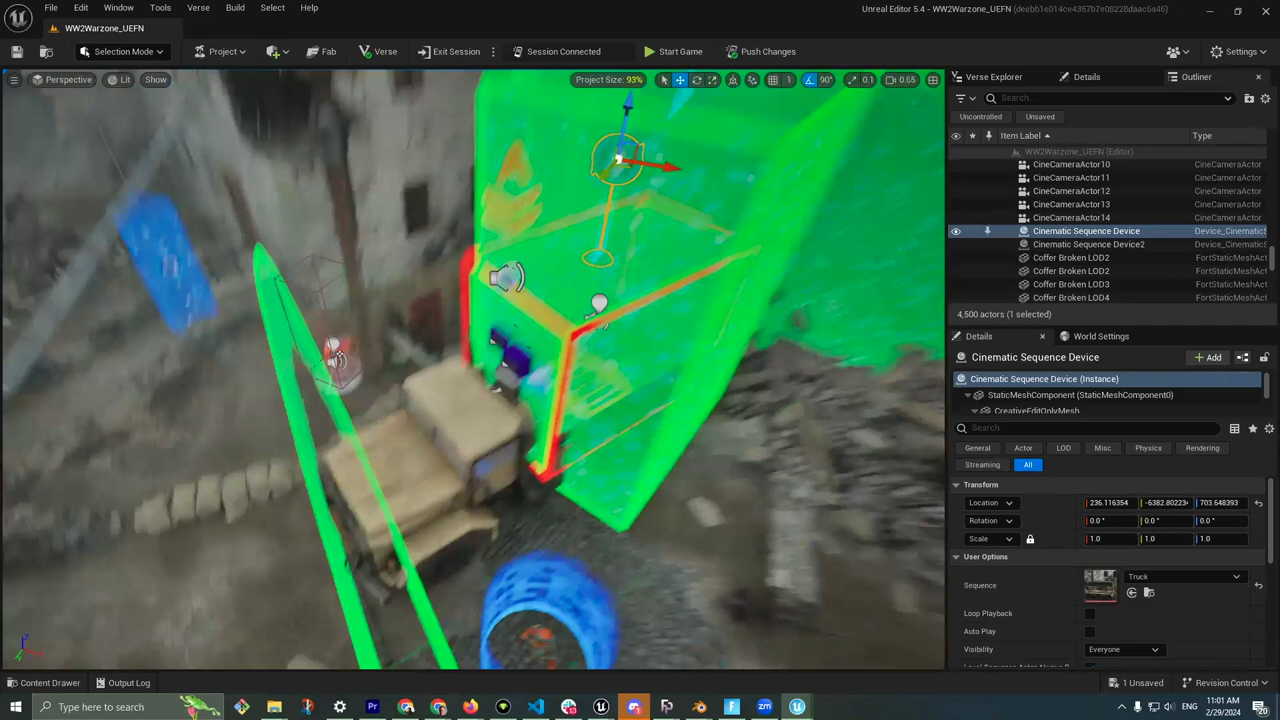 File Edit Window Tools Verse Build Select Help
Unreal Editor 5.4 - WW2Warzone_UEFN (deebb1e014ce4357b7e08228daac6a46)
WW2Warzone_UEFN
Selection Mode Project Fab Verse Exit Session Session Connected Start Game Push Changes Settings
Perspective Lit Show Project Size: 93% 1 90° 0.1 0.65
Verse Explorer Details Outliner
Search...
Uncontrolled Unsaved
Item Label Type
WW2Warzone_UEFN (Editor)
CineCameraActor10 CineCameraActor
CineCameraActor11 CineCameraActor
CineCameraActor12 CineCameraActor
CineCameraActor13 CineCameraActor
CineCameraActor14 CineCameraActor
Cinematic Sequence Device Device_CinematicS
Cinematic Sequence Device2 Device_CinematicS
Coffer Broken LOD2 FortStaticMeshAct
Coffer Broken LOD2 FortStaticMeshAct
Coffer Broken LOD3 FortStaticMeshAct
Coffer Broken LOD4 FortStaticMeshAct
4,500 actors (1 selected)
Details World Settings
Cinematic Sequence Device Add
Cinematic Sequence Device (Instance)
StaticMeshComponent (StaticMeshComponent0)
CreativeEditOnlyMesh
Search
General Actor LOD Misc Physics Rendering
Streaming All
Transform
Location 236.116354 -6382.80223 703.648393
Rotation 0.0 ° 0.0 ° 0.0 °
Scale 1.0 1.0 1.0
User Options
Sequence Truck
Loop Playback
Auto Play
Visibility Everyone
Content Drawer Output Log 1 Unsaved Revision Control
Type here to search
ENG
11:01 AM
2/29/2024